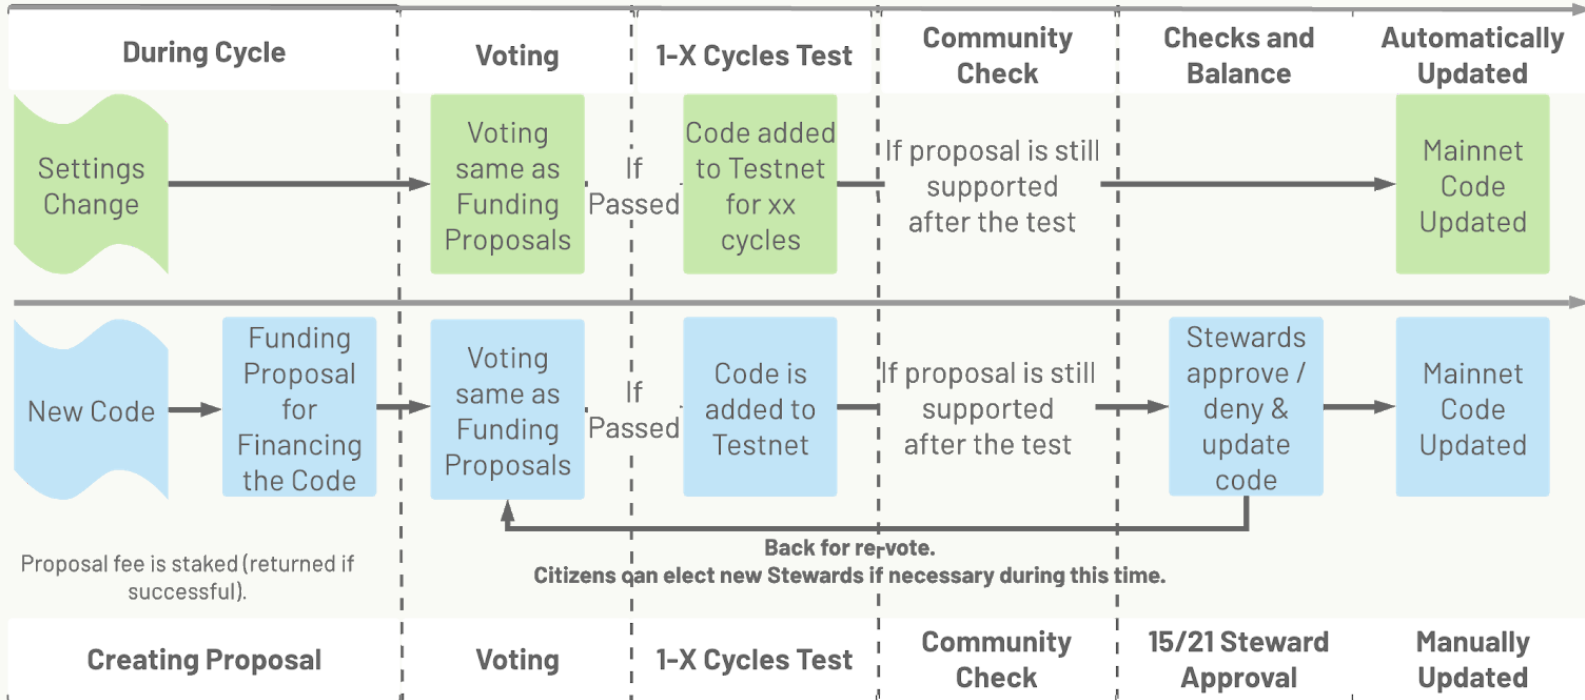 During Cycle
Voting
1-X Cycles Test
Community
Check
Checks and
Balance
Automatically
Updated
Settings
Change
Voting
same as
Funding
Proposals
If
Passed
Code added
to Testnet
for xx
cycles
If proposal is still
supported
after the test
Mainnet
Code
Updated
New Code
Funding
Proposal
for
Financing
the Code
Voting
same as
Funding
Proposals
If
Passed
Code is
added to
Testnet
If proposal is still
supported
after the test
Stewards
approve /
deny &
update
code
Mainnet
Code
Updated
Back for re-vote.
Citizens can elect new Stewards if necessary during this time.
Proposal fee is staked (returned if
successful).
Creating Proposal
Voting
1-X Cycles Test
Community
Check
15/21 Steward
Approval
Manually
Updated